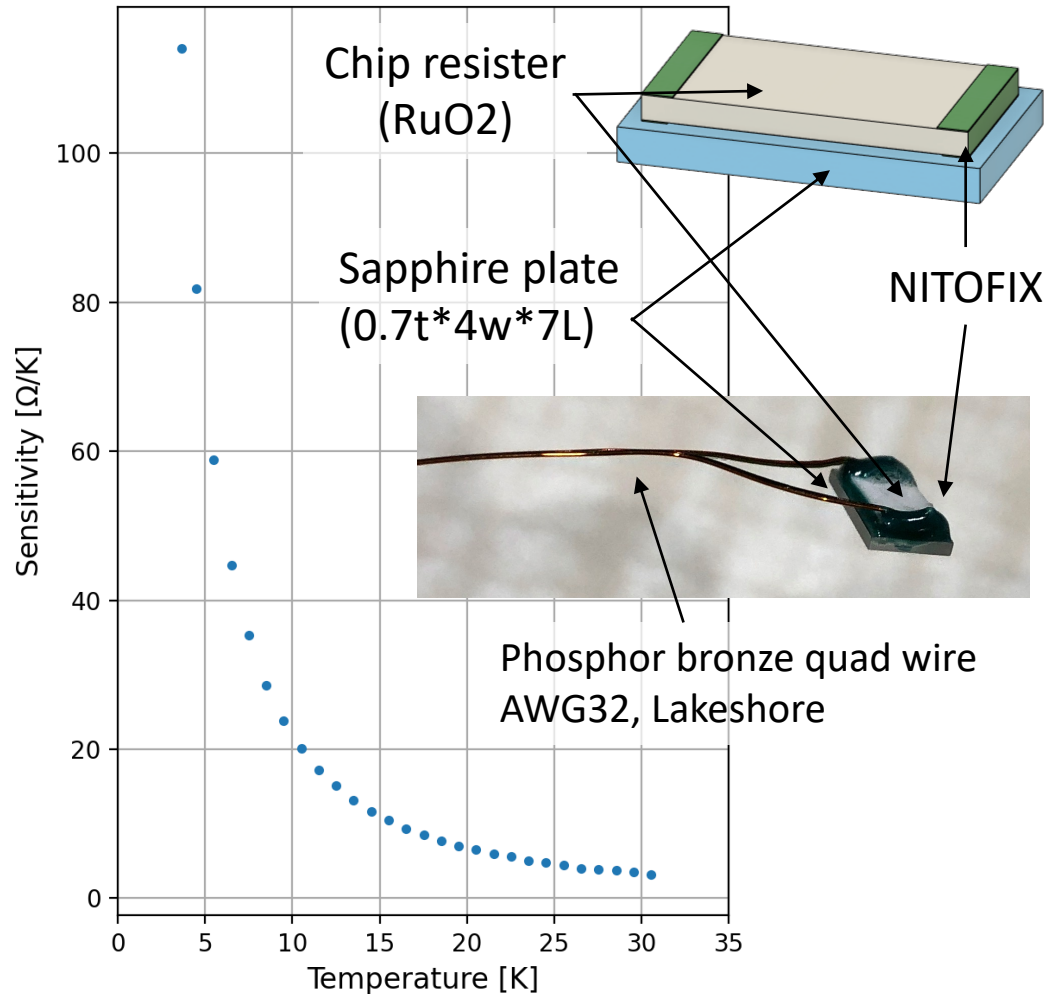 Chip resister
(RuO2)
100
Sapphire plate
(0.7t*4w*7L)
NITOFIX
80
60
40
20
0
Sensitivity [Ω/K]
Phosphor bronze quad wire
AWG32, Lakeshore
0 5 10 15 20 25 30 35
Temperature [K]